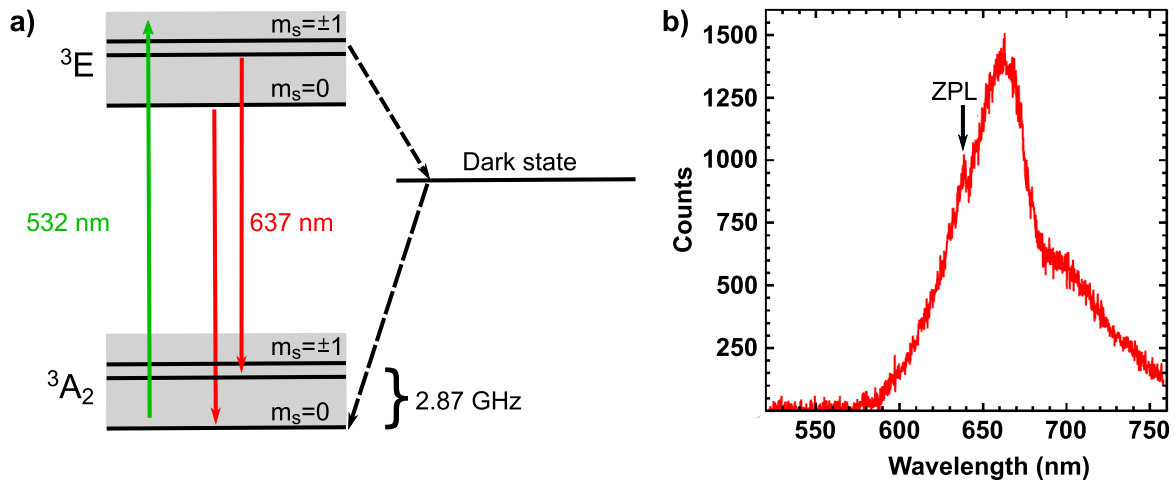 a)
³E
mₛ=±1
mₛ=0
Dark state
532 nm
637 nm
³A₂
mₛ=±1
mₛ=0
2.87 GHz
b)
1500
1250
1000
750
500
250
ZPL
Counts
550 600 650 700 750
Wavelength (nm)